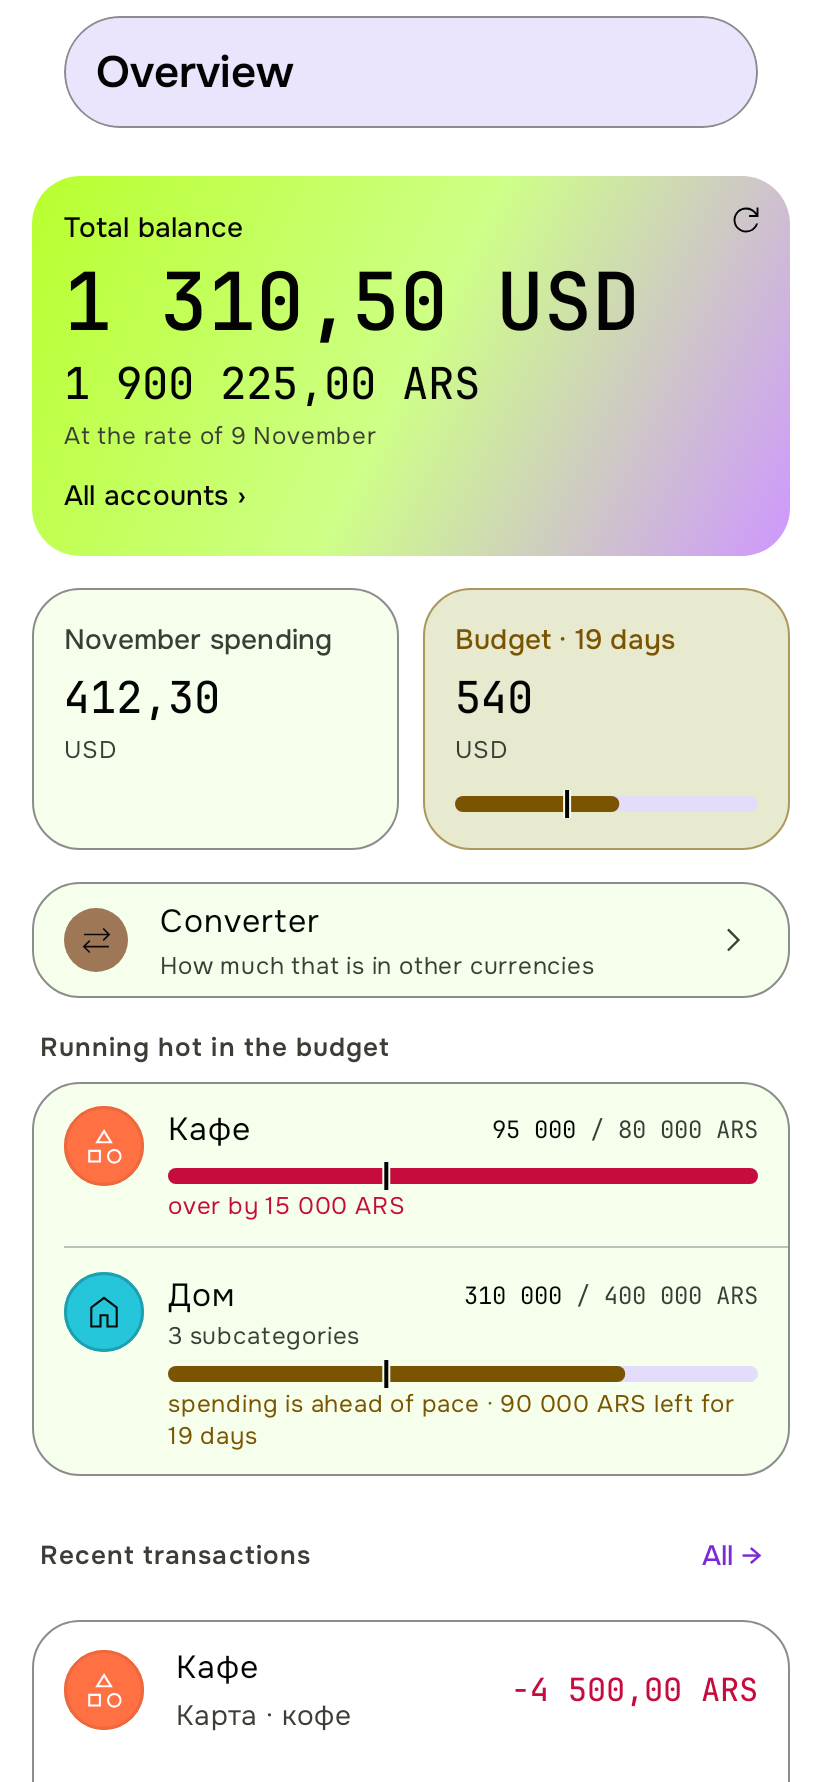 Overview
Total balance
1 310,50 USD
1 900 225,00 ARS
At the rate of 9 November
All accounts ›
November spending
412,30
USD
Budget · 19 days
540
USD
Converter
How much that is in other currencies
Running hot in the budget
Кафе
95 000 / 80 000 ARS
over by 15 000 ARS
Дом
310 000 / 400 000 ARS
3 subcategories
spending is ahead of pace · 90 000 ARS left for
19 days
Recent transactions
All →
Кафе
-4 500,00 ARS
Карта · кофе